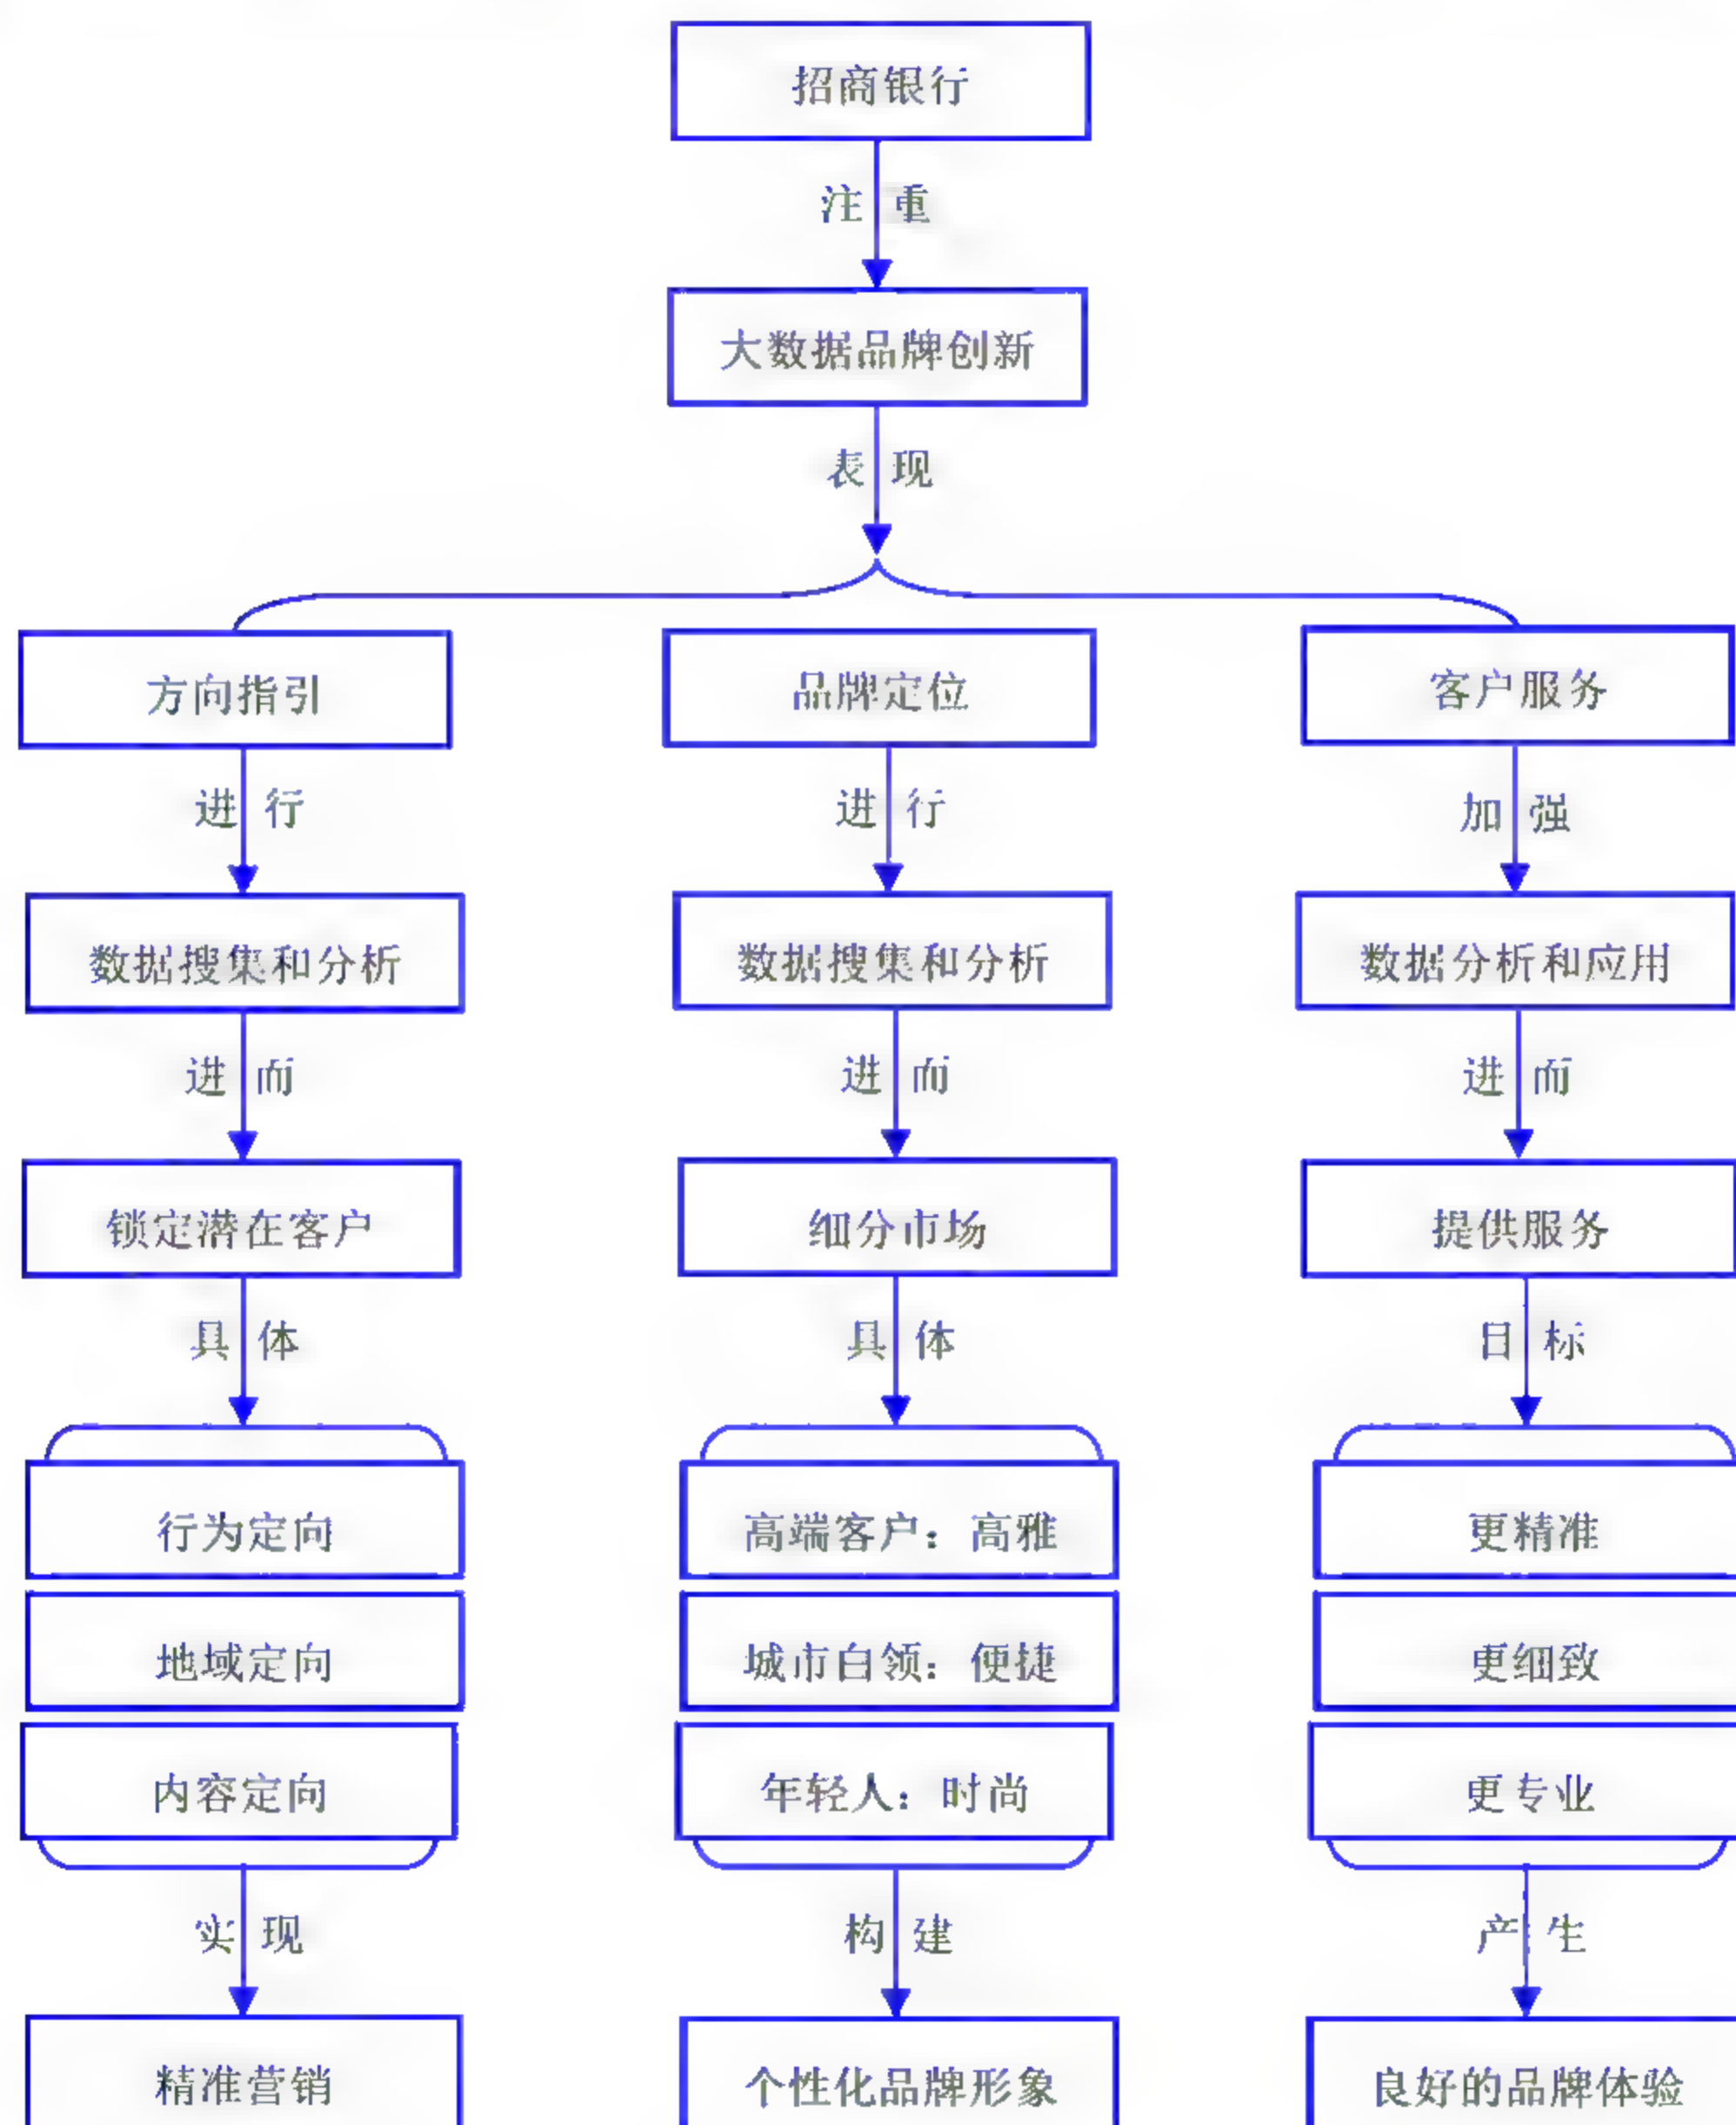 招商银行
注重
大数据品牌创新
表现
方向指引 品牌定位 客户服务
进行 进行 加强
数据搜集和分析 数据搜集和分析 数据分析和应用
进而 进而 进而
锁定潜在客户 细分市场 提供服务
具体 具体 目标
行为定向 高端客户：高雅 更精准
地域定向 城市白领：便捷 更细致
内容定向 年轻人：时尚 更专业
实现 构建 产生
精准营销 个性化品牌形象 良好的品牌体验